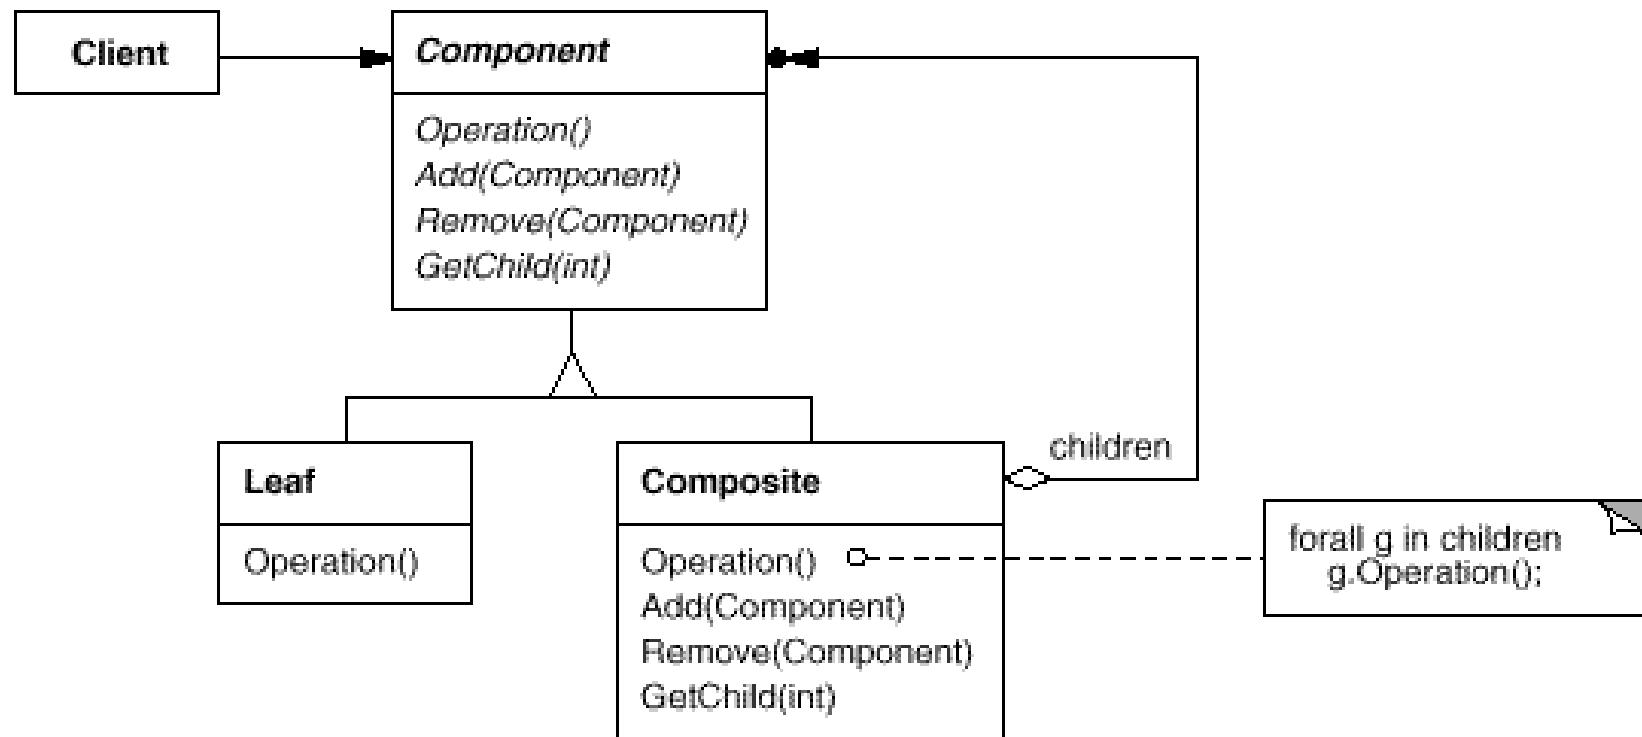 Client
Component
Operation()
Add(Component)
Remove(Component)
GetChild(int)
children
Leaf
Operation()
Composite
Operation()
Add(Component)
Remove(Component)
GetChild(int)
forall g in children
g.Operation();